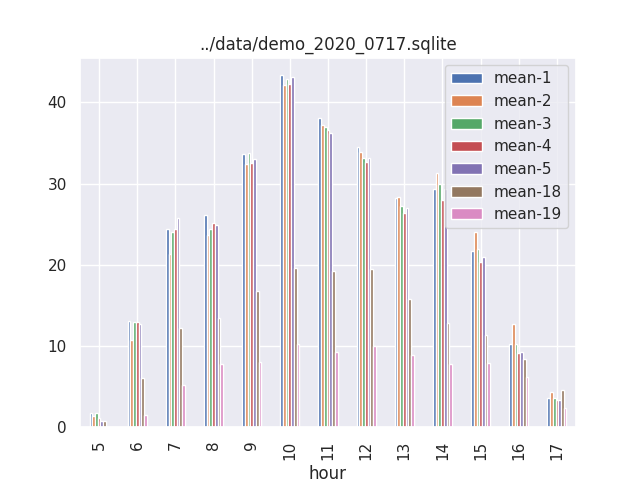 ../data/demo_2020_0717.sqlite
mean-1
mean-2
mean-3
mean-4
mean-5
mean-18
mean-19
40
30
20
10
0
5 6 7 8 9 10 11 12 13 14 15 16 17
hour